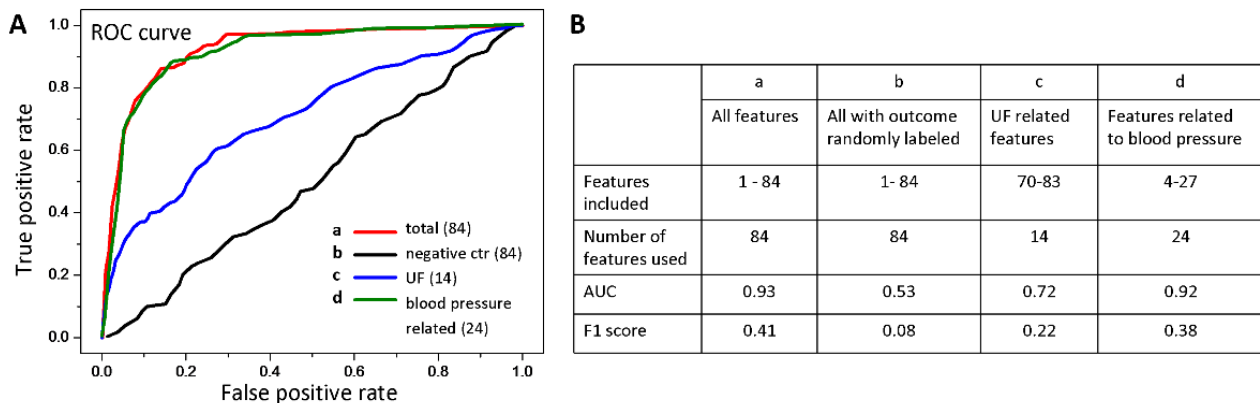 A
ROC curve
True positive rate
1.0
0.8
0.6
0.4
0.2
0.0
0.0 0.2 0.4 0.6 0.8 1.0
False positive rate
a total (84)
b negative ctr (84)
c UF (14)
d blood pressure
related (24)
B
a b c d
All features All with outcome UF related Features related
randomly labeled features to blood pressure
Features 1 - 84 1- 84 70-83 4-27
included
Number of 84 84 14 24
features used
AUC 0.93 0.53 0.72 0.92
F1 score 0.41 0.08 0.22 0.38